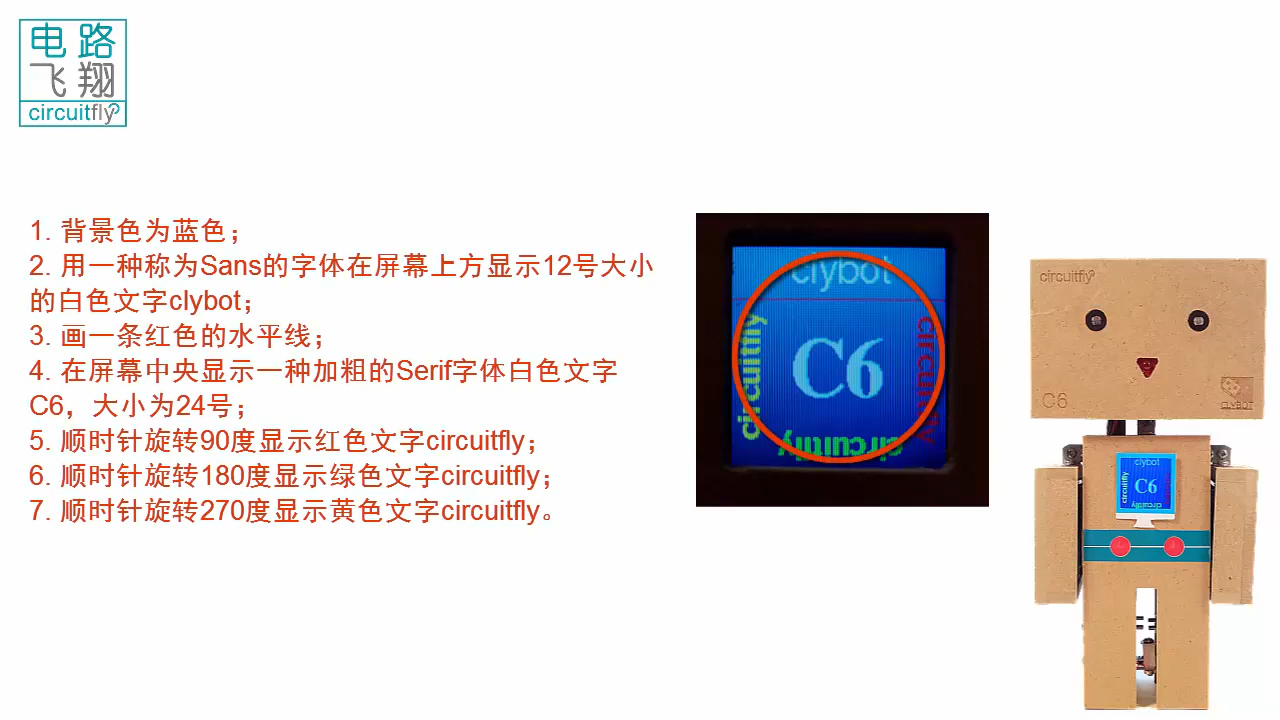 电路
飞翔
circuitfly
1. 背景色为蓝色；
2. 用一种称为Sans的字体在屏幕上方显示12号大小
的白色文字clybot；
3. 画一条红色的水平线；
4. 在屏幕中央显示一种加粗的Serif字体白色文字
C6，大小为24号；
5. 顺时针旋转90度显示红色文字circuitfly；
6. 顺时针旋转180度显示绿色文字circuitfly；
7. 顺时针旋转270度显示黄色文字circuitfly。
clybot
circuitfly
C6
circuitfly
circuitfly
circuitfly
C6
CLYBOT
clybot
circuitfly
C6
circuitfly